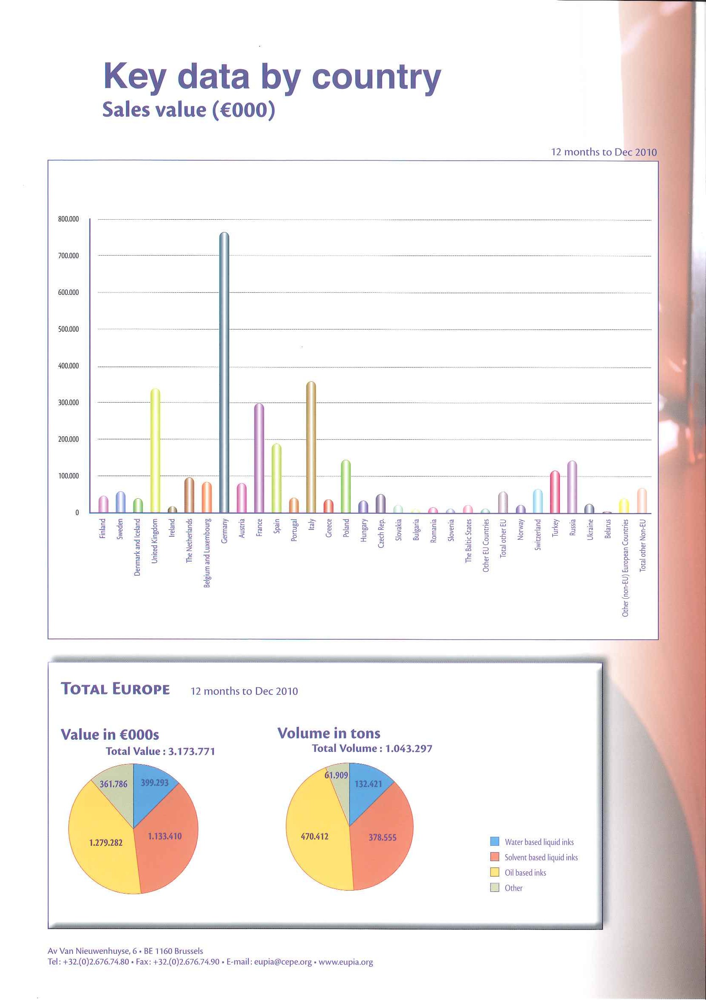 Key data by country
Sales value (€000)
12 months to Dec 2010
800.000
700.000
600.000
500.000
400.000
300.000
200.000
100.000
0
Finland
Sweden
Denmark and Iceland
United Kingdom
Ireland
The Netherlands
Belgium and Luxembourg
Germany
Austria
France
Spain
Portugal
Italy
Greece
Poland
Hungary
Czech Rep.
Slovakia
Bulgaria
Romania
Slovenia
The Baltic States
Other EU Countries
Total other EU
Norway
Switzerland
Turkey
Russia
Ukraine
Belarus
Other (non-EU) European Countries
Total other Non-EU
TOTAL EUROPE 12 months to Dec 2010
Value in €000s
Total Value : 3.173.771
361.786
399.293
1.279.282
1.133.410
Volume in tons
Total Volume : 1.043.297
61.909
132.421
470.412
378.555
Water based liquid inks
Solvent based liquid inks
Oil based inks
Other
Av Van Nieuwenhuyse, 6 • BE 1160 Brussels
Tel : +32.(0)2.676.74.80 • Fax : +32.(0)2.676.74.90 • E-mail : eupia@cepe.org • www.eupia.org